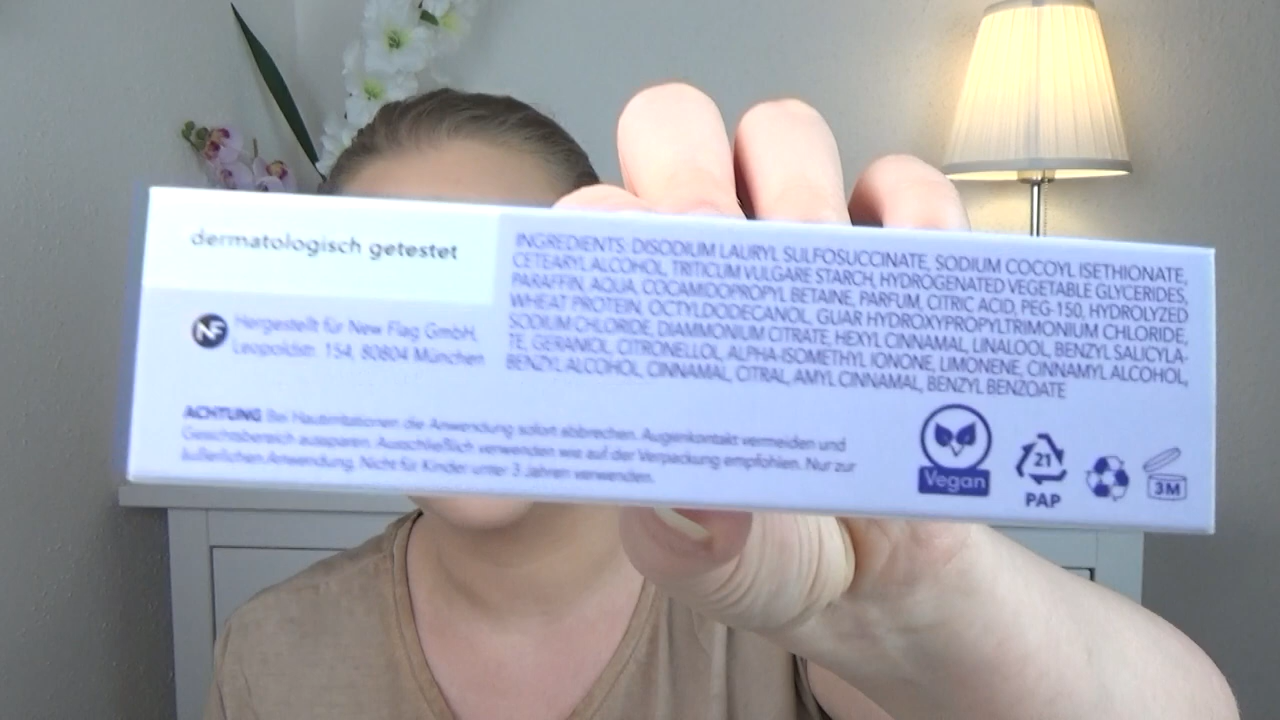 dermatologisch getestet
NF
Hergestellt für New Flag GmbH,
Leopoldstr. 154, 80804 München
INGREDIENTS: DISODIUM LAURYL SULFOSUCCINATE, SODIUM COCOYL ISETHIONATE,
CETEARYL ALCOHOL, TRITICUM VULGARE STARCH, HYDROGENATED VEGETABLE GLYCERIDES,
PARAFFIN, AQUA, COCAMIDOPROPYL BETAINE, PARFUM, CITRIC ACID, PEG-150, HYDROLYZED
WHEAT PROTEIN, OCTYLDODECANOL, GUAR HYDROXYPROPYLTRIMONIUM CHLORIDE,
SODIUM CHLORIDE, DIAMMONIUM CITRATE, HEXYL CINNAMAL, LINALOOL, BENZYL SALICYLA-
TE, GERANIOL, CITRONELLOL, ALPHA-ISOMETHYL IONONE, LIMONENE, CINNAMYL ALCOHOL,
BENZYL ALCOHOL, CINNAMAL, CITRAL, AMYL CINNAMAL, BENZYL BENZOATE
ACHTUNG Bei Hautirritationen die Anwendung sofort abbrechen. Augenkontakt vermeiden und
Gesichtsbereich aussparen. Ausschließlich verwenden wie auf der Verpackung empfohlen. Nur zur
äußerlichen Anwendung. Nicht für Kinder unter 3 Jahren verwenden.
Vegan
21
PAP
3M